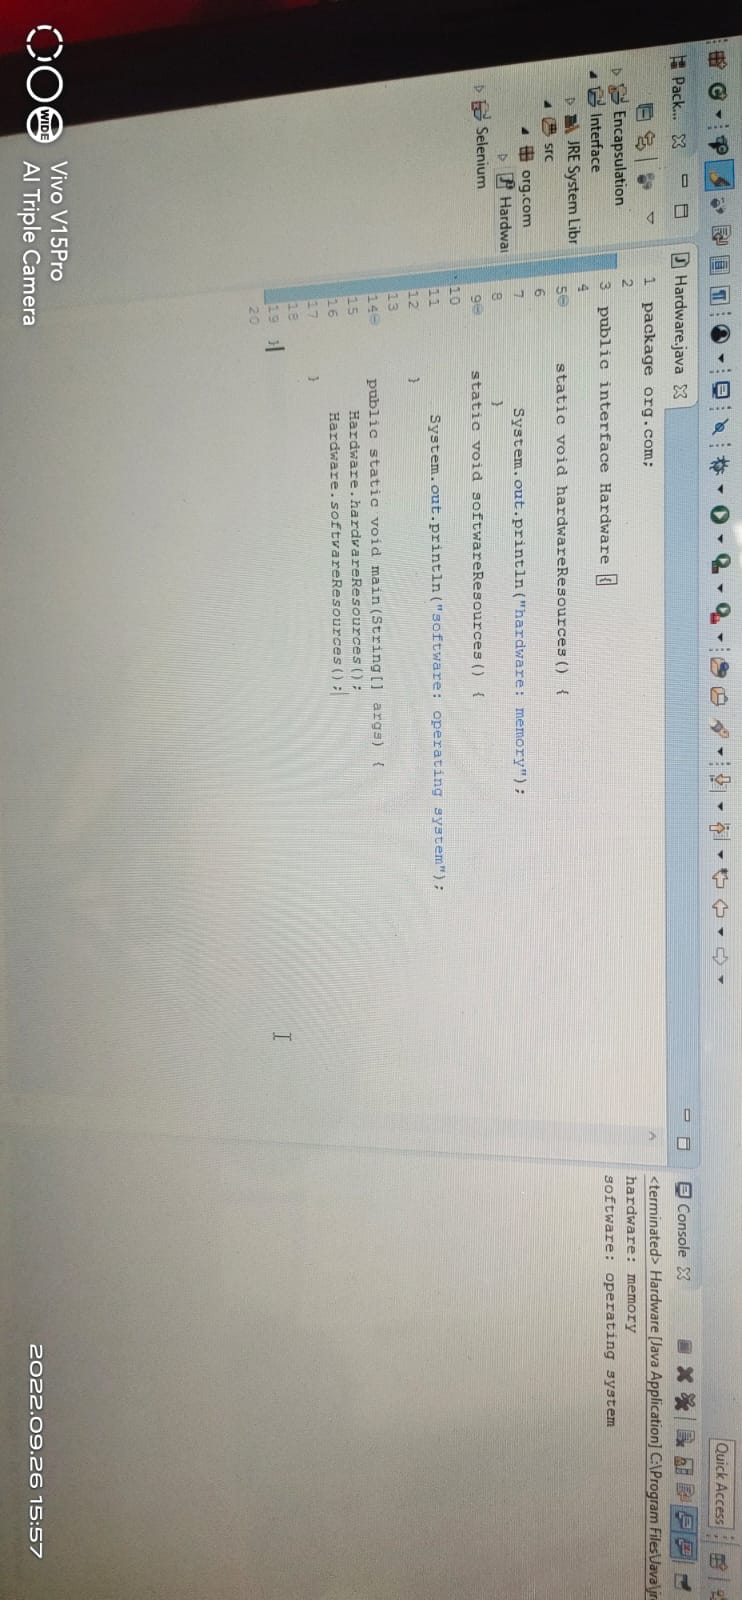 Quick Access
Pack...
Hardware.java
Console
<terminated> Hardware [Java Application] C:\Program Files\Java\jr
Encapsulation
Interface
JRE System Libr
src
org.com
Hardwar
Selenium
1 package org.com;
2
3 public interface Hardware {
4
5 static void hardwareResources() {
6
7 System.out.println("hardware: memory");
8 }
9 static void softwareResources() {
10
11 System.out.println("software: operating system");
12 }
13
14 public static void main(String[] args) {
15 Hardware.hardwareResources();
16 Hardware.softwareResources();
17 }
18
19 }
20
hardware: memory
software: operating system
WIDE
Vivo V15Pro
AI Triple Camera
2022.09.26 15:57